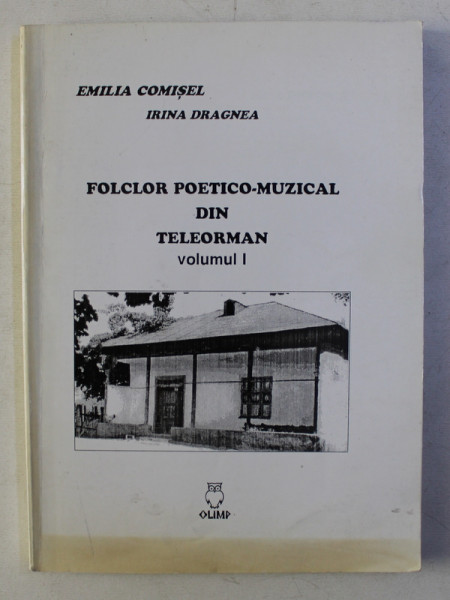 EMILIA COMIȘEL
IRINA DRAGNEA
FOLCLOR POETICO-MUZICAL
DIN
TELEORMAN
volumul I
OLIMP